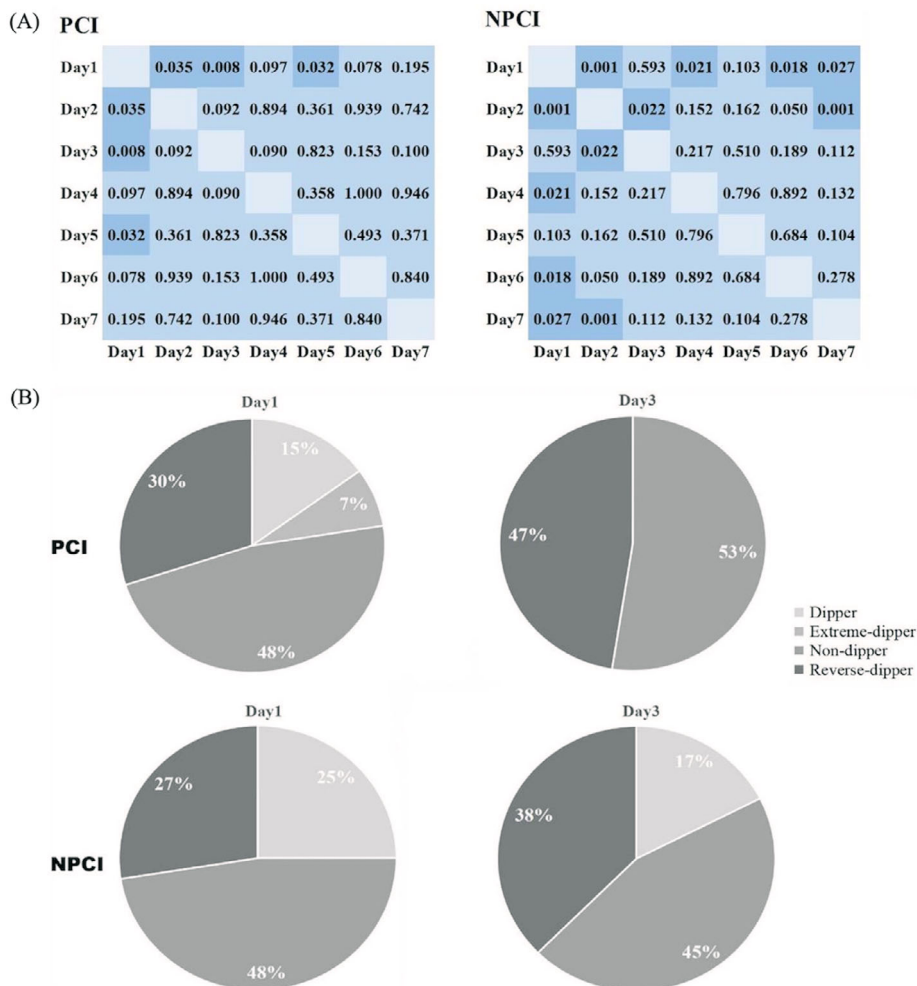 (A)
PCI
NPCI
Day1 0.035 0.008 0.097 0.032 0.078 0.195
Day2 0.035 0.092 0.894 0.361 0.939 0.742
Day3 0.008 0.092 0.090 0.823 0.153 0.100
Day4 0.097 0.894 0.090 0.358 1.000 0.946
Day5 0.032 0.361 0.823 0.358 0.493 0.371
Day6 0.078 0.939 0.153 1.000 0.493 0.840
Day7 0.195 0.742 0.100 0.946 0.371 0.840
Day1 Day2 Day3 Day4 Day5 Day6 Day7
Day1 0.001 0.593 0.021 0.103 0.018 0.027
Day2 0.001 0.022 0.152 0.162 0.050 0.001
Day3 0.593 0.022 0.217 0.510 0.189 0.112
Day4 0.021 0.152 0.217 0.796 0.892 0.132
Day5 0.103 0.162 0.510 0.796 0.684 0.104
Day6 0.018 0.050 0.189 0.892 0.684 0.278
Day7 0.027 0.001 0.112 0.132 0.104 0.278
Day1 Day2 Day3 Day4 Day5 Day6 Day7
(B)
PCI
Day1
15%
7%
48%
30%
Day3
53%
47%
Dipper
Extreme-dipper
Non-dipper
Reverse-dipper
NPCI
Day1
25%
48%
27%
Day3
17%
45%
38%